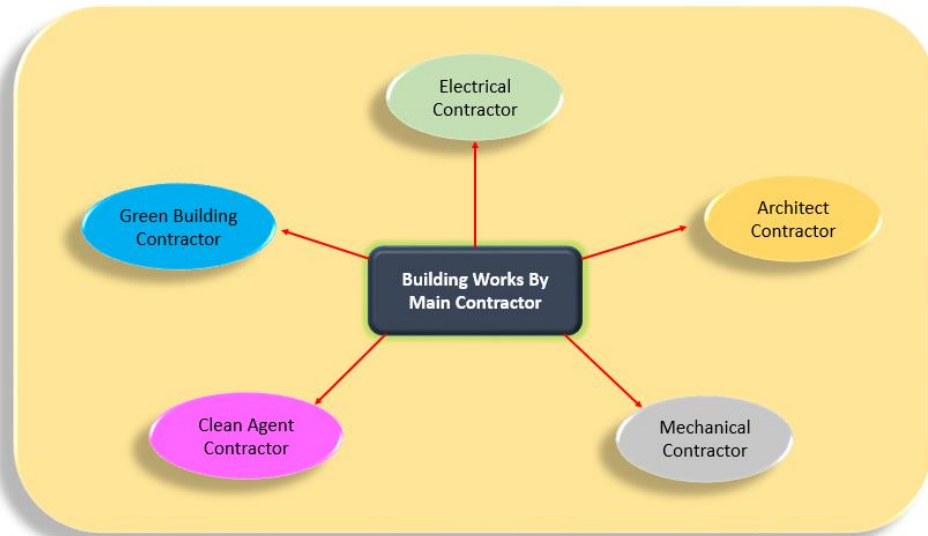 Electrical
Contractor
Green Building
Contractor
Architect
Contractor
Building Works By
Main Contractor
Clean Agent
Contractor
Mechanical
Contractor